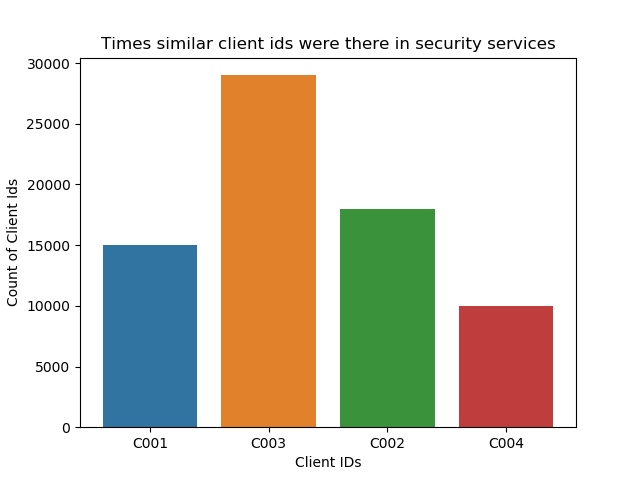 Times similar client ids were there in security services
30000
25000
20000
15000
10000
5000
0
Count of Client Ids
C001 C003 C002 C004
Client IDs